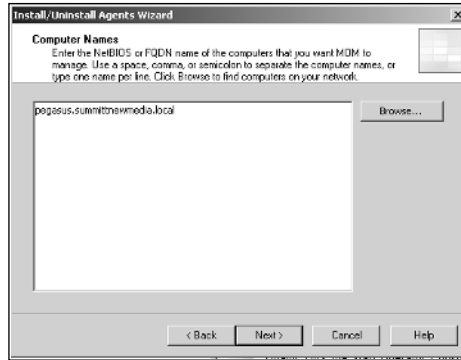 Install/Uninstall Agents Wizard
Computer Names
Enter the NetBIOS or FQDN name of the computers that you want MOM to
manage. Use a space, comma, or semicolon to separate the computer names, or
type one name per line. Click Browse to find computers on your network.
pegasus.summittnewmedia.local
Browse...
< Back
Next >
Cancel
Help